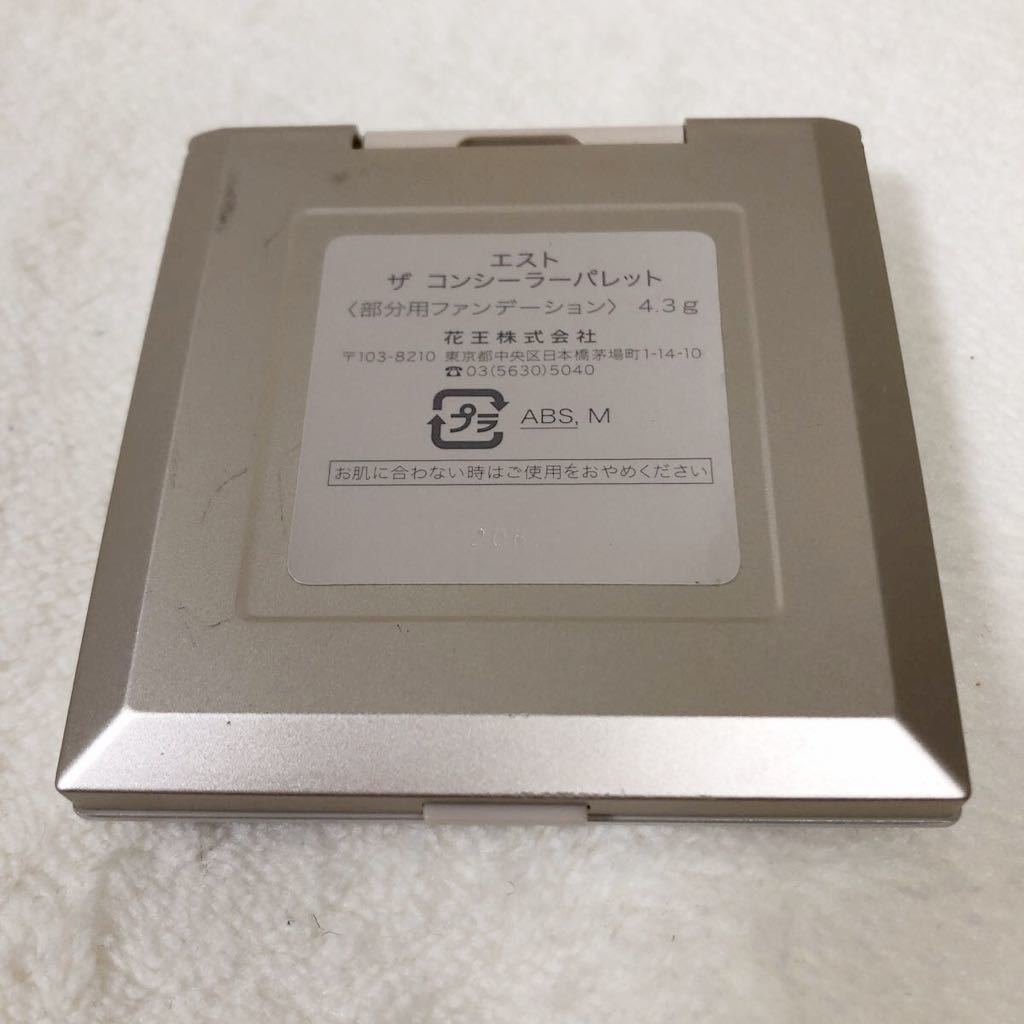 エスト
ザ コンシーラーパレット
〈部分用ファンデーション〉 4.3g
花王株式会社
〒103-8210 東京都中央区日本橋茅場町1-14-10
☎03(5630)5040
プラ ABS, M
お肌に合わない時はご使用をおやめください